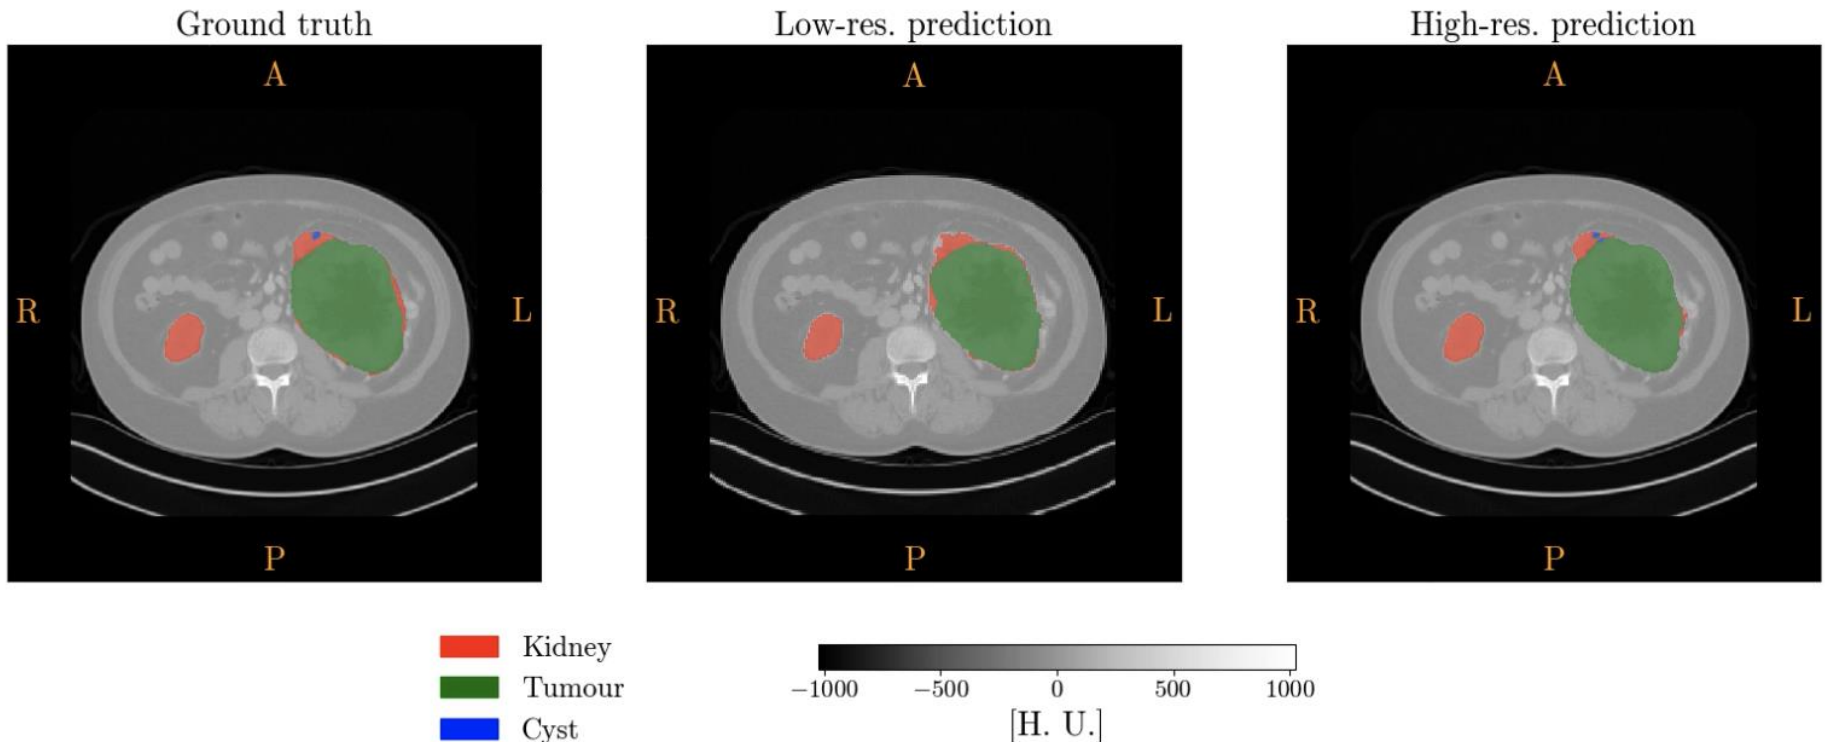 Ground truth
Low-res. prediction
High-res. prediction
A
A
A
R
L
R
L
R
L
P
P
P
Kidney
Tumour
Cyst
−1000
−500
0
500
1000
[H. U.]